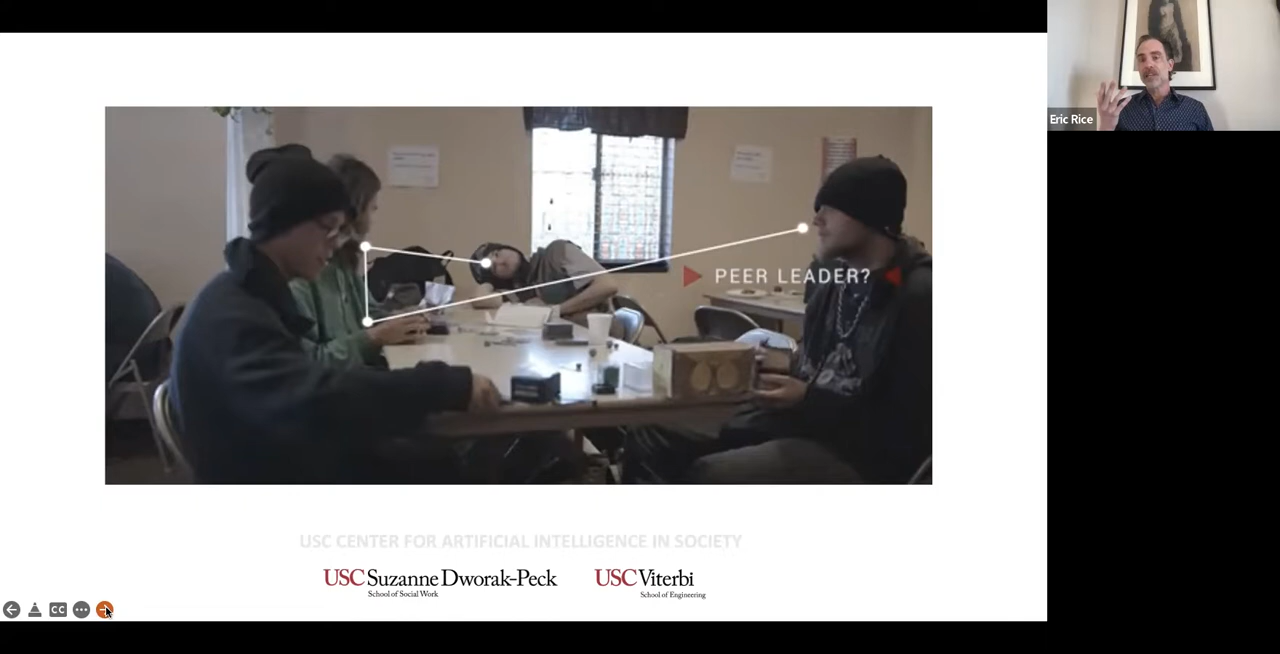 Eric Rice
PEER LEADER?
USC CENTER FOR ARTIFICIAL INTELLIGENCE IN SOCIETY
USC Suzanne Dworak-Peck
School of Social Work
USC Viterbi
School of Engineering
CC